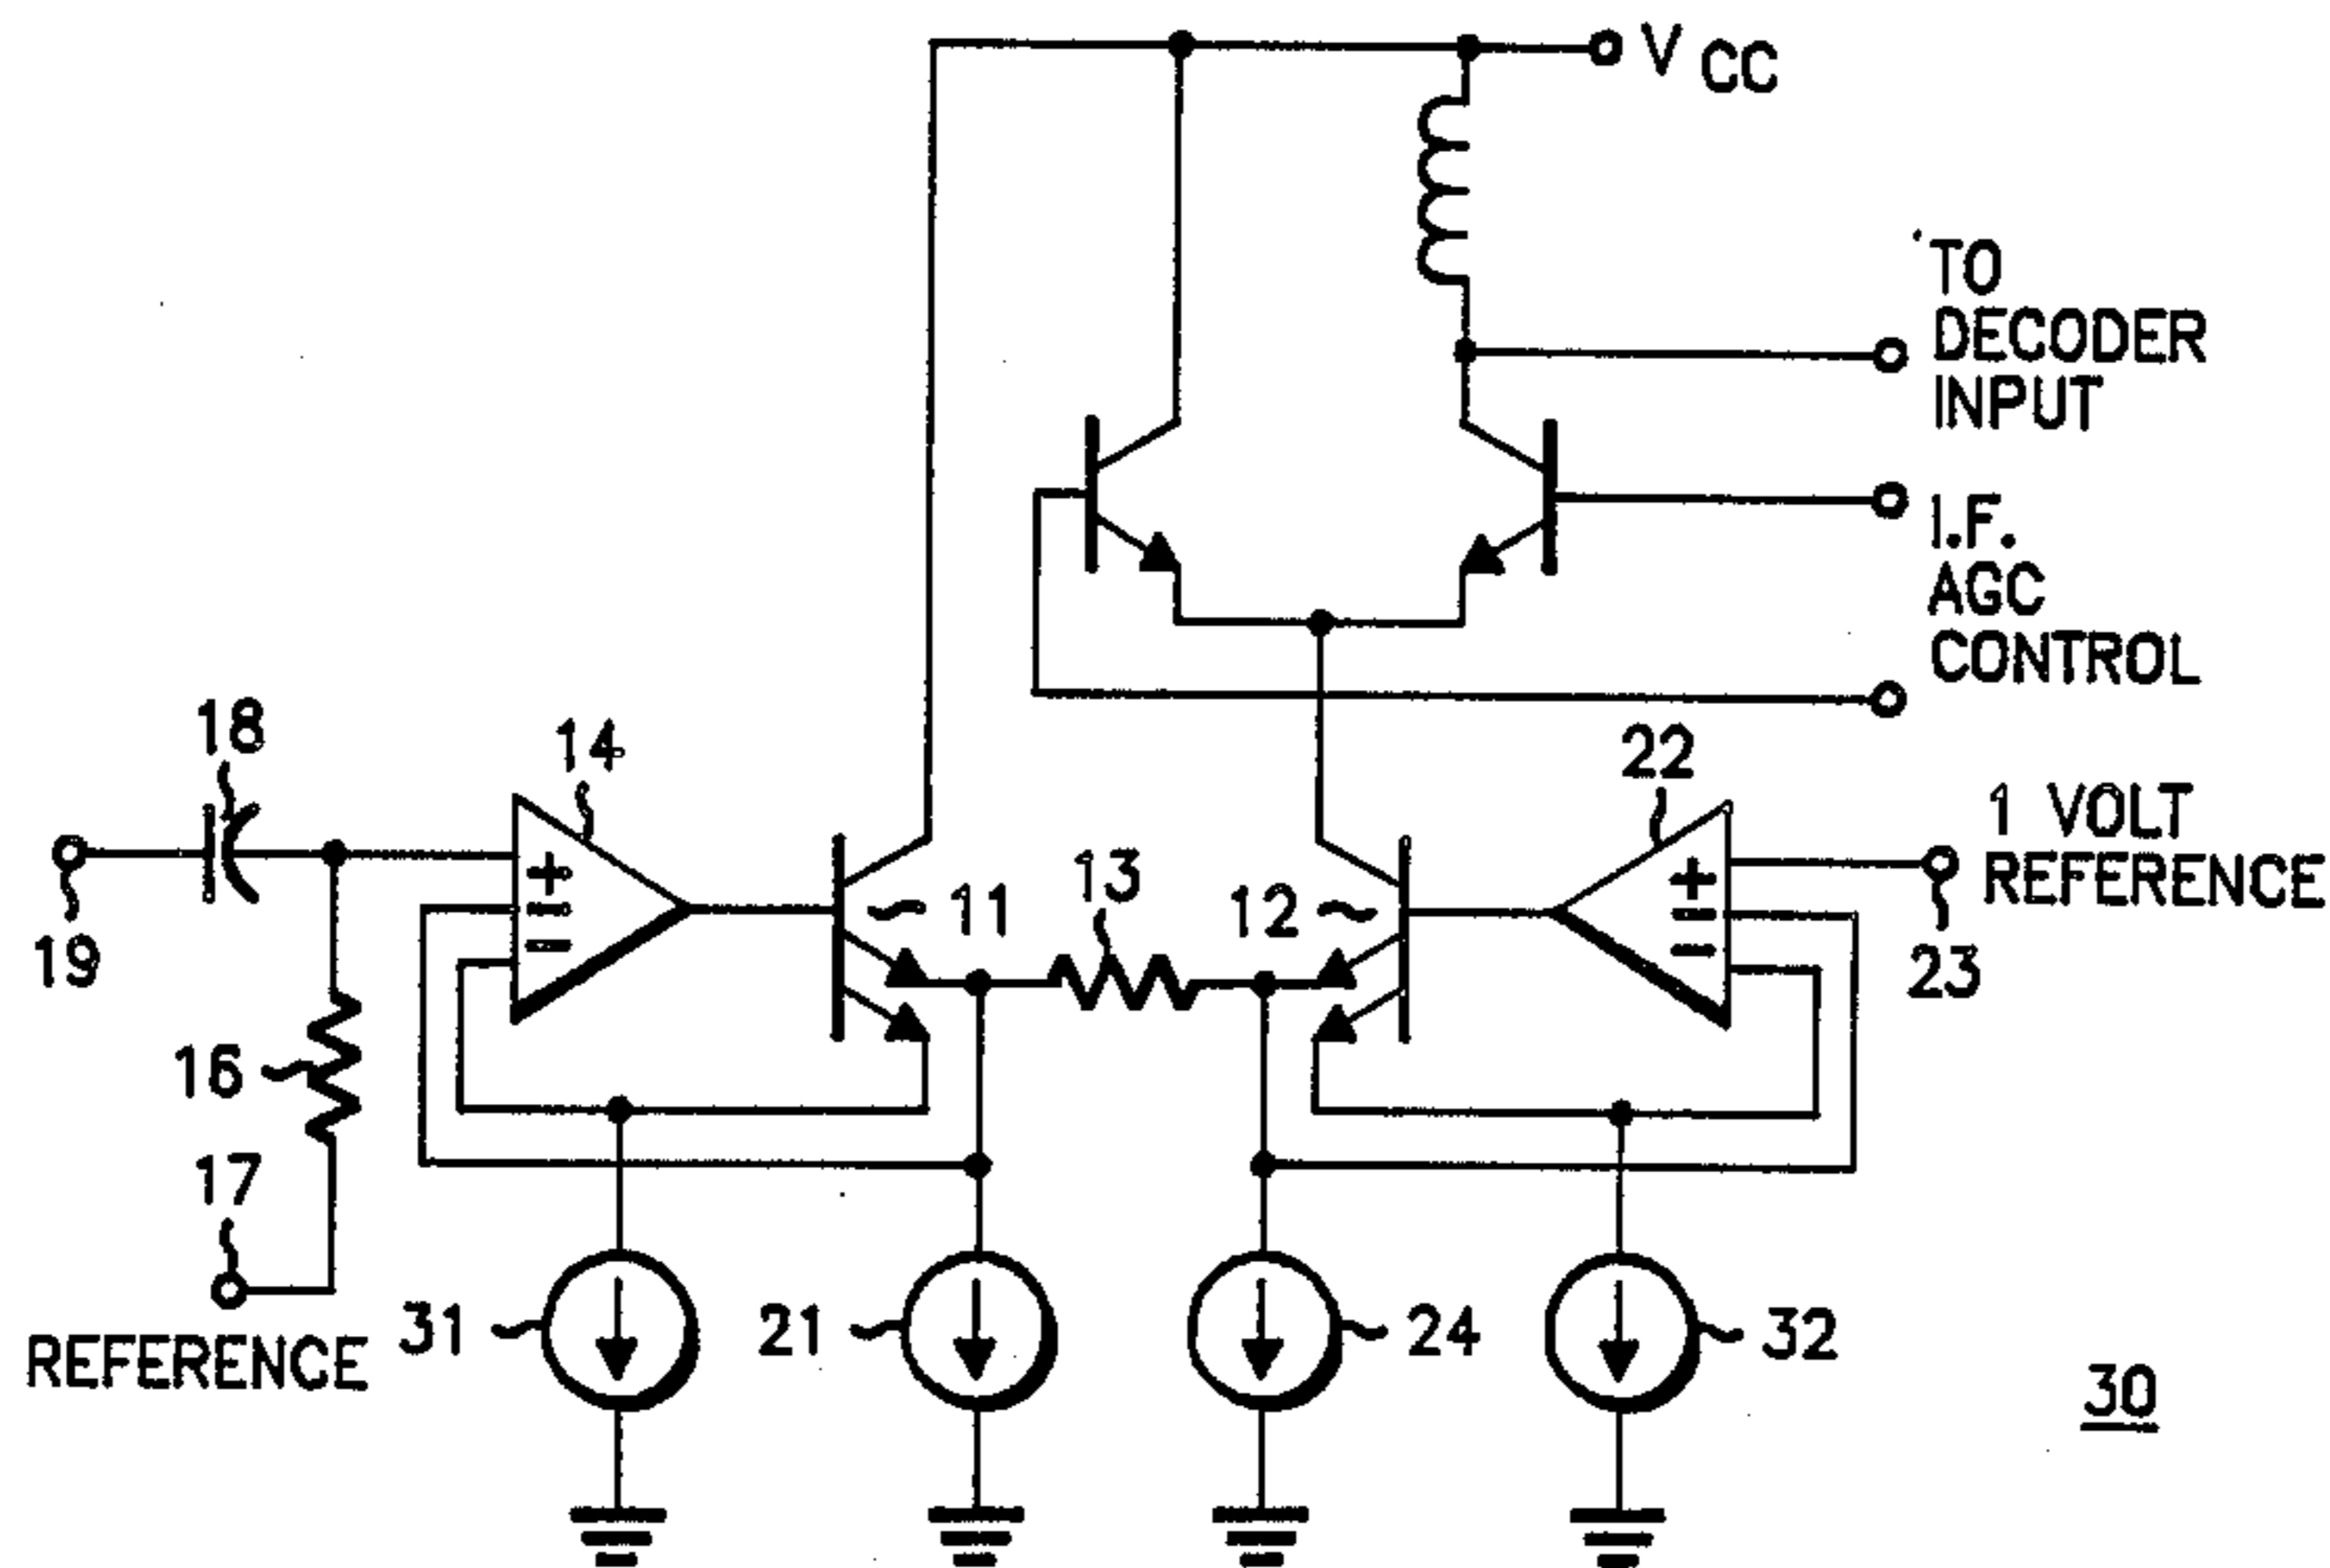 V CC
TO
DECODER
INPUT
I.F.
AGC
CONTROL
18
14
22
1 VOLT
REFERENCE
13
11
12
19
23
16
17
31
21
24
32
REFERENCE
30
+
−
−
+
−
−